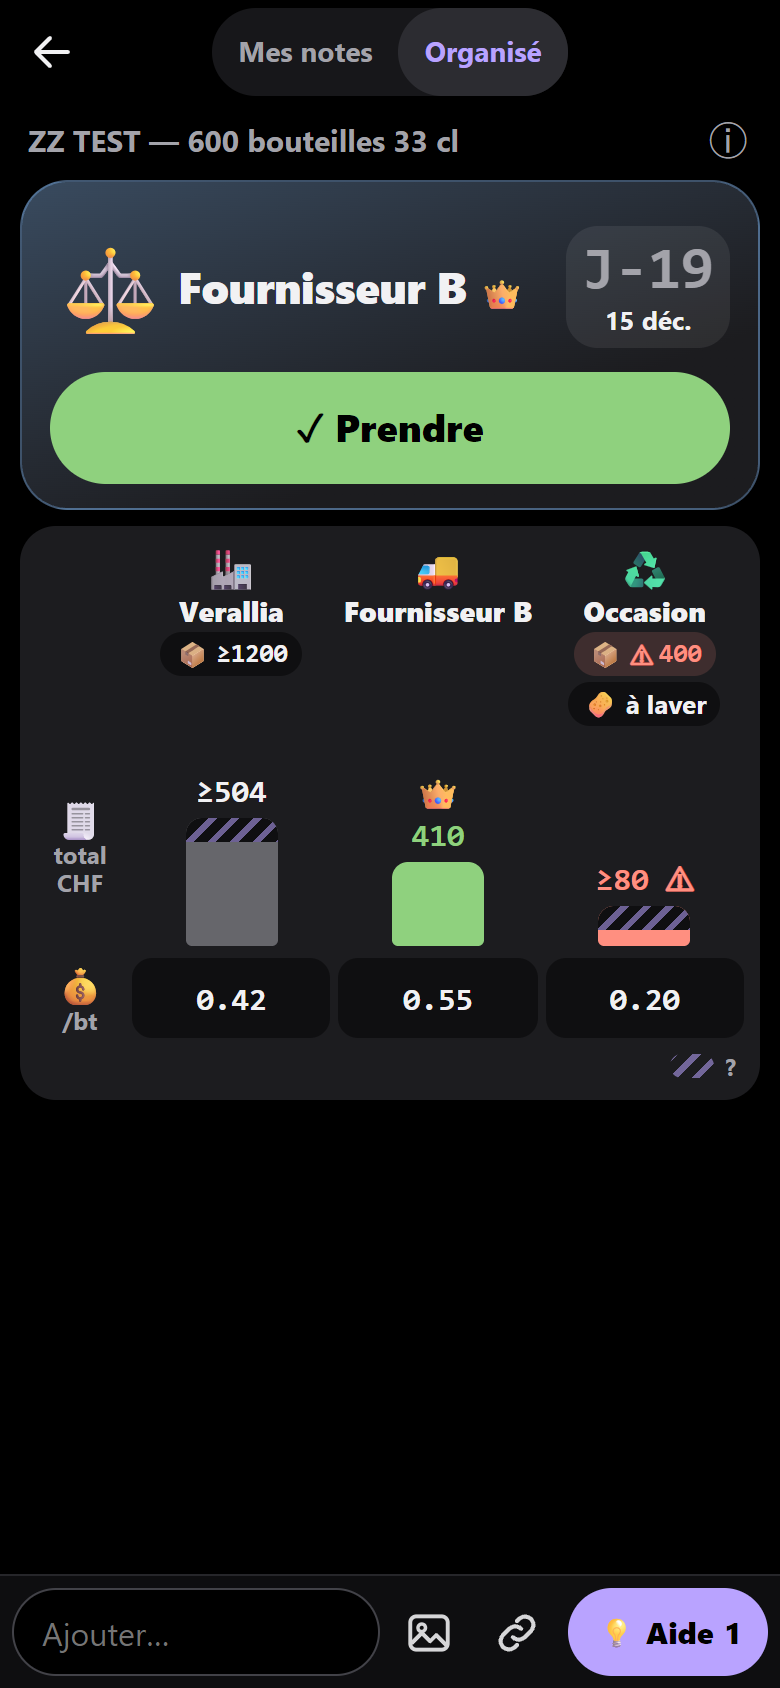 Mes notes
Organisé
ZZ TEST — 600 bouteilles 33 cl
Fournisseur B
J-19
15 déc.
✓ Prendre
Verallia
Fournisseur B
Occasion
≥1200
⚠400
à laver
≥504
410
≥80 ⚠
total
CHF
0.42
0.55
0.20
/bt
?
Ajouter...
Aide 1